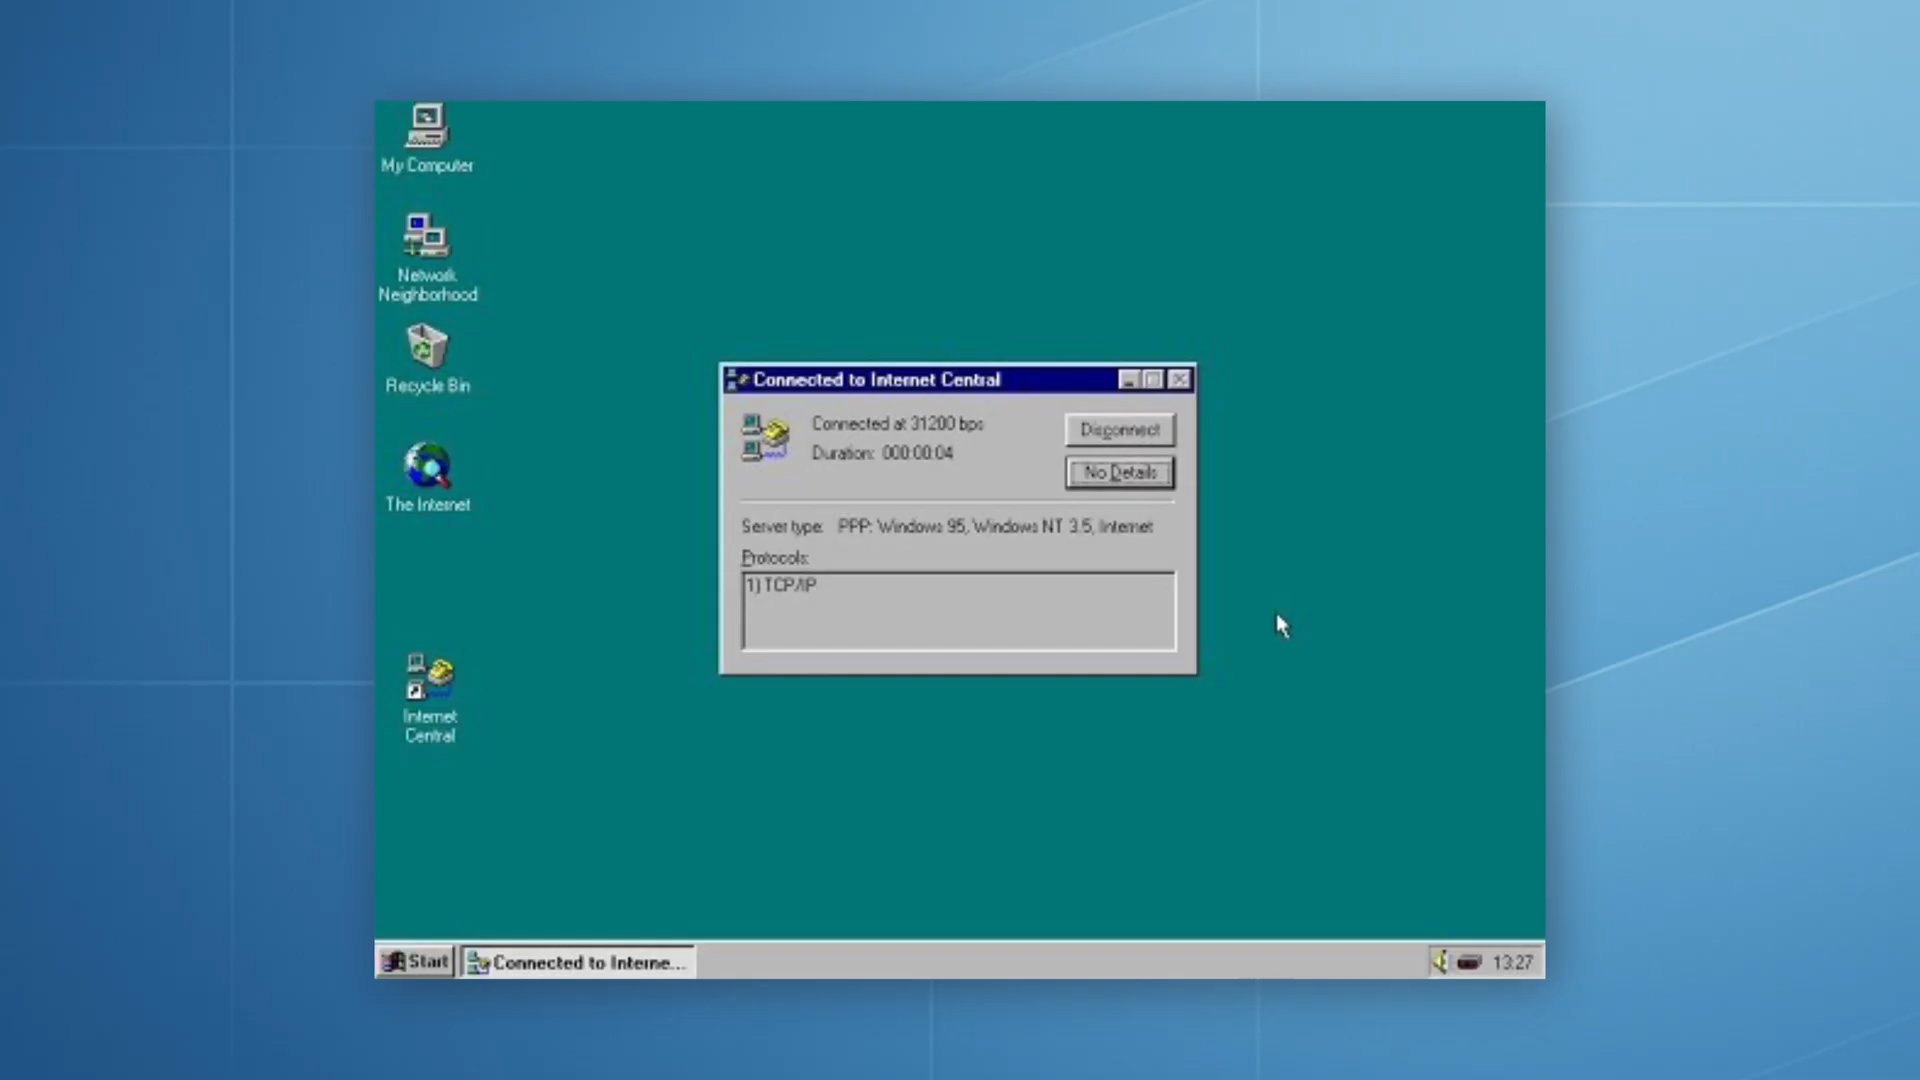 My Computer
Network
Neighborhood
Recycle Bin
The Internet
Internet
Central
Connected to Internet Central
Connected at 31200 bps
Duration: 000:00:04
Disconnect
No Details
Server type: PPP: Windows 95, Windows NT 3.5, Internet
Protocols:
1) TCP/IP
Start
Connected to Interne...
13:27